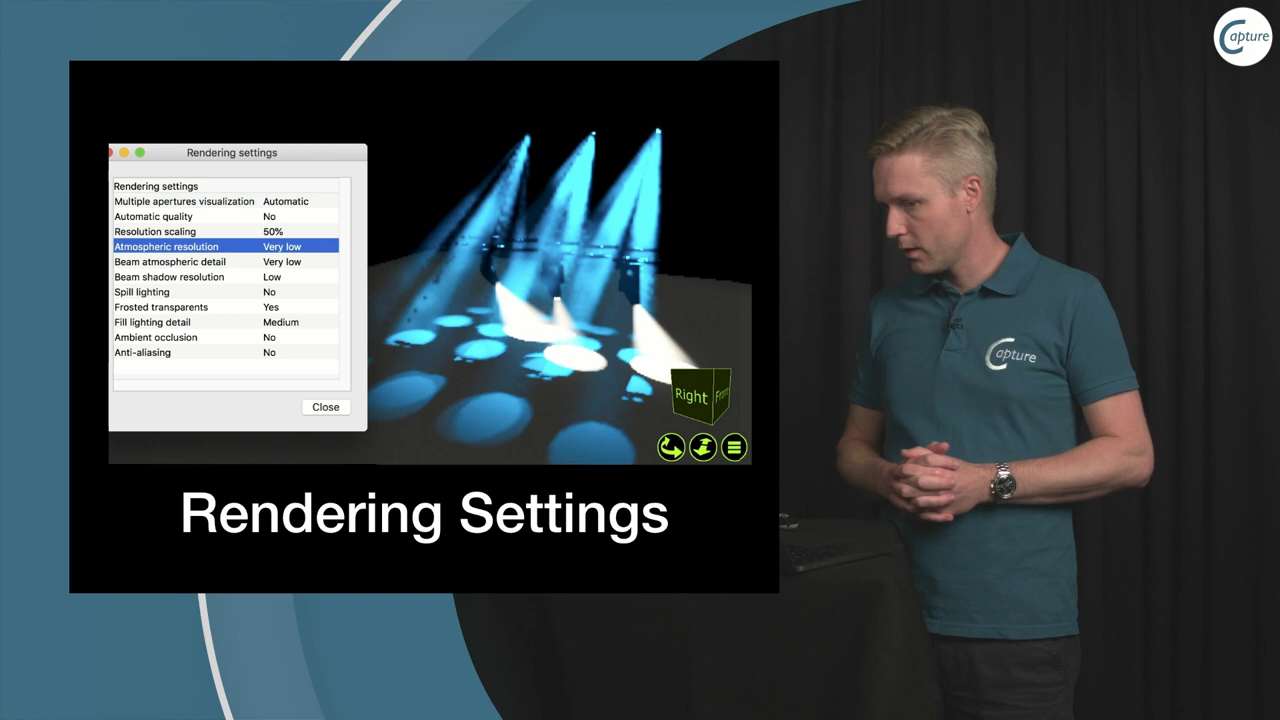 Capture
Rendering settings
Rendering settings
Multiple apertures visualization Automatic
Automatic quality No
Resolution scaling 50%
Atmospheric resolution Very low
Beam atmospheric detail Very low
Beam shadow resolution Low
Spill lighting No
Frosted transparents Yes
Fill lighting detail Medium
Ambient occlusion No
Anti-aliasing No
Close
Right
Front
Capture
Rendering Settings